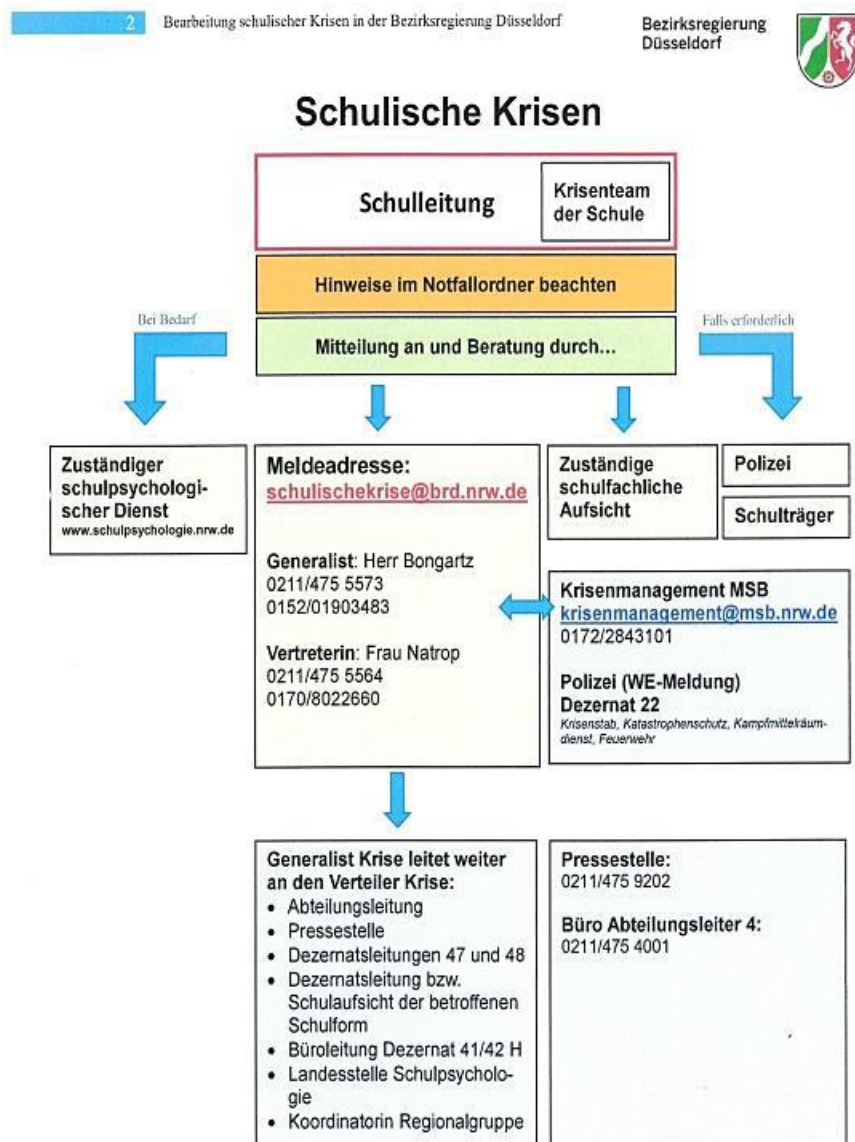 2
Bearbeitung schulischer Krisen in der Bezirksregierung Düsseldorf
Bezirksregierung
Düsseldorf
Schulische Krisen
Schulleitung
Krisenteam
der Schule
Hinweise im Notfallordner beachten
Bei Bedarf
Mitteilung an und Beratung durch...
Falls erforderlich
Zuständiger
schulpsychologi-
scher Dienst
www.schulpsychologie.nrw.de
Meldeadresse:
schulischekrise@brd.nrw.de
Generalist: Herr Bongartz
0211/475 5573
0152/01903483
Vertreterin: Frau Natrop
0211/475 5564
0170/8022660
Zuständige
schulfachliche
Aufsicht
Polizei
Schulträger
Krisenmanagement MSB
krisenmanagement@msb.nrw.de
0172/2843101
Polizei (WE-Meldung)
Dezernat 22
Krisenstab, Katastrophenschutz, Kampfmittelräum-
dienst, Feuerwehr
Generalist Krise leitet weiter
an den Verteiler Krise:
• Abteilungsleitung
• Pressestelle
• Dezernatsleitungen 47 und 48
• Dezernatsleitung bzw.
Schulaufsicht der betroffenen
Schulform
• Büroleitung Dezernat 41/42 H
• Landesstelle Schulpsycholo-
gie
• Koordinatorin Regionalgruppe
Pressestelle:
0211/475 9202
Büro Abteilungsleiter 4:
0211/475 4001